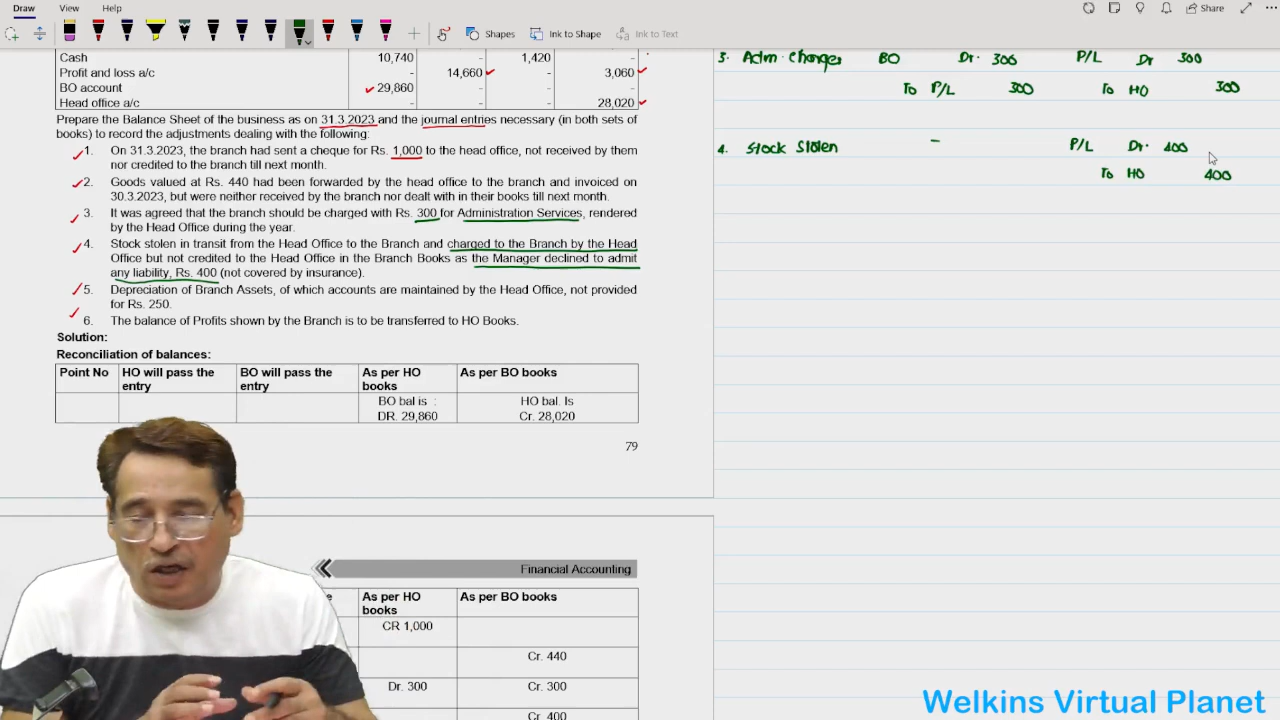 Draw View Help
Share
Shapes Ink to Shape Ink to Text
Cash 10,740 - 1,420 -
Profit and loss a/c - 14,660 - 3,060
BO account 29,860 - - -
Head office a/c - - - 28,020
Prepare the Balance Sheet of the business as on 31.3.2023 and the journal entries necessary (in both sets of
books) to record the adjustments dealing with the following:
1. On 31.3.2023, the branch had sent a cheque for Rs. 1,000 to the head office, not received by them
nor credited to the branch till next month.
2. Goods valued at Rs. 440 had been forwarded by the head office to the branch and invoiced on
30.3.2023, but were neither received by the branch nor dealt with in their books till next month.
3. It was agreed that the branch should be charged with Rs. 300 for Administration Services, rendered
by the Head Office during the year.
4. Stock stolen in transit from the Head Office to the Branch and charged to the Branch by the Head
Office but not credited to the Head Office in the Branch Books as the Manager declined to admit
any liability, Rs. 400 (not covered by insurance).
5. Depreciation of Branch Assets, of which accounts are maintained by the Head Office, not provided
for Rs. 250.
6. The balance of Profits shown by the Branch is to be transferred to HO Books.
Solution:
Reconciliation of balances:
Point No HO will pass the entry BO will pass the entry As per HO books As per BO books
BO bal is : HO bal. Is
DR. 29,860 Cr. 28,020
79
Financial Accounting
As per HO books As per BO books
CR 1,000
Cr. 440
Dr. 300 Cr. 300
Cr. 400
3. Adm. Charges BO Dr. 300 P/L Dr 300
To P/L 300 To HO 300
4. Stock Stolen - P/L Dr. 400
To HO 400
Welkins Virtual Planet